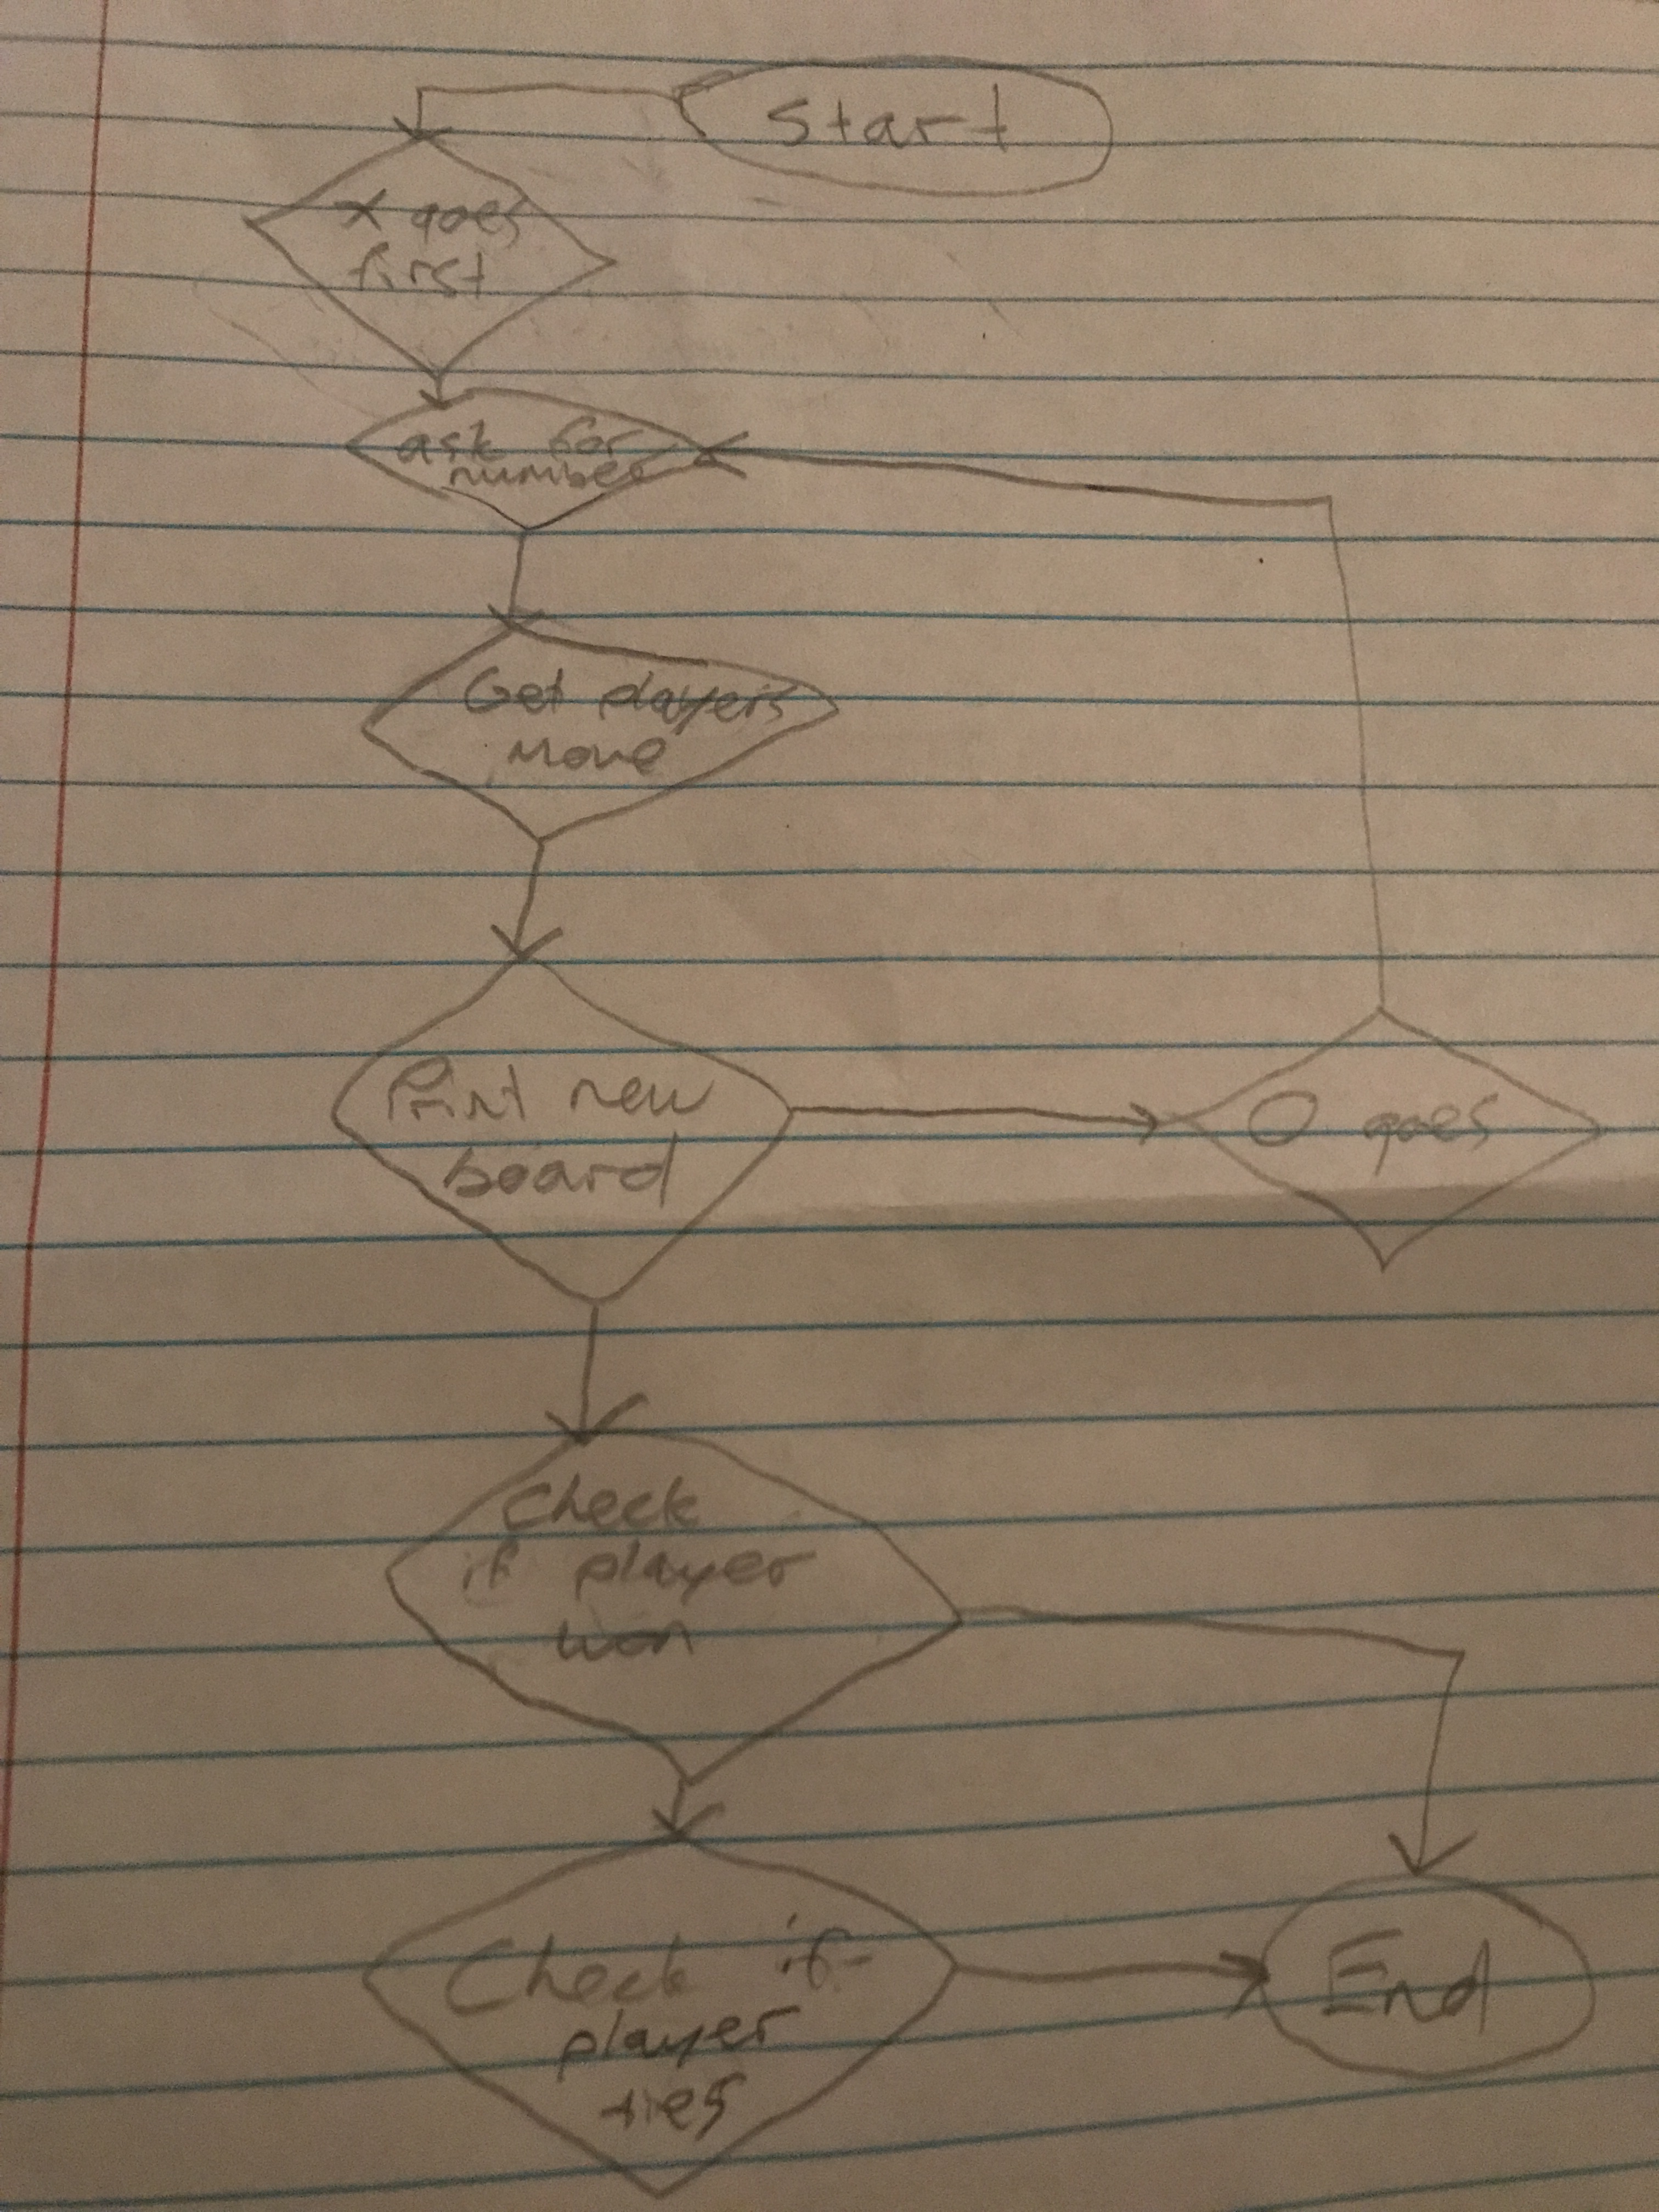 Start
X goes
first
ask for
number
Get player's
move
Print new
board
O goes
Check
if player
won
Check if
player
ties
End